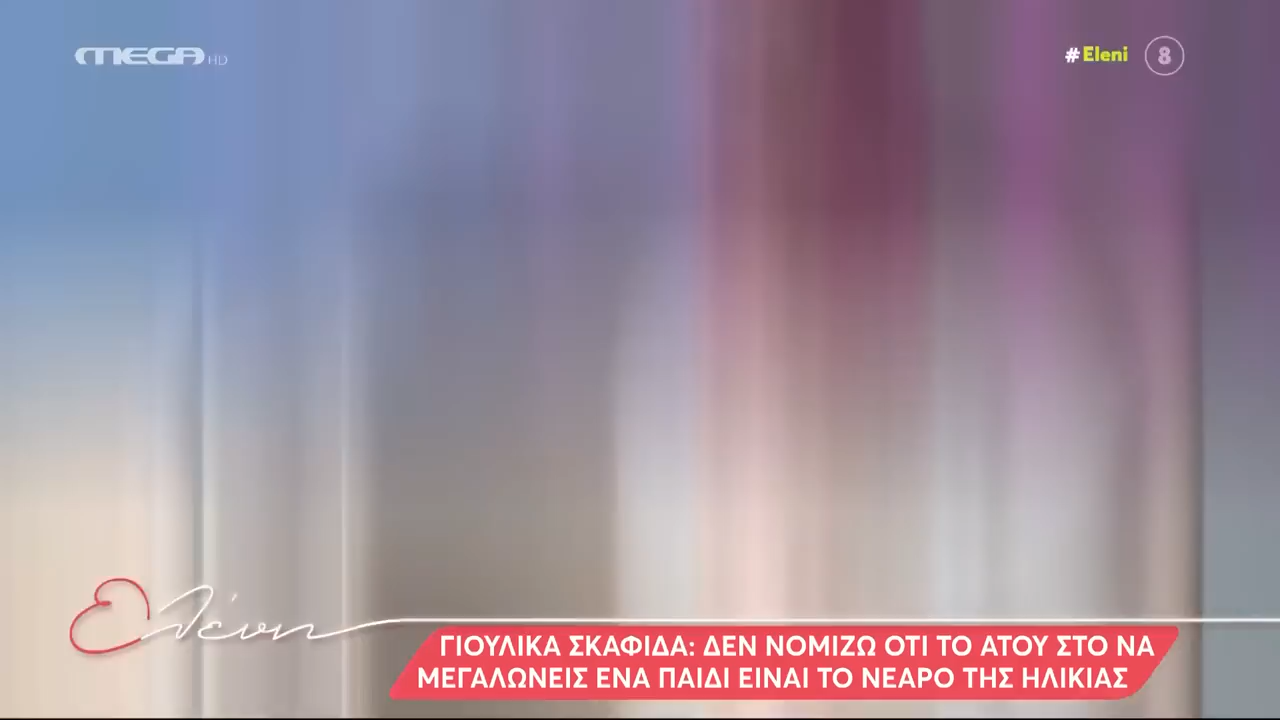 MEGA HD
#Eleni 8
Ελένη
ΓΙΟΥΛΙΚΑ ΣΚΑΦΙΔΑ: ΔΕΝ ΝΟΜΙΖΩ ΟΤΙ ΤΟ ΑΤΟΥ ΣΤΟ ΝΑ
ΜΕΓΑΛΩΝΕΙΣ ΕΝΑ ΠΑΙΔΙ ΕΙΝΑΙ ΤΟ ΝΕΑΡΟ ΤΗΣ ΗΛΙΚΙΑΣ